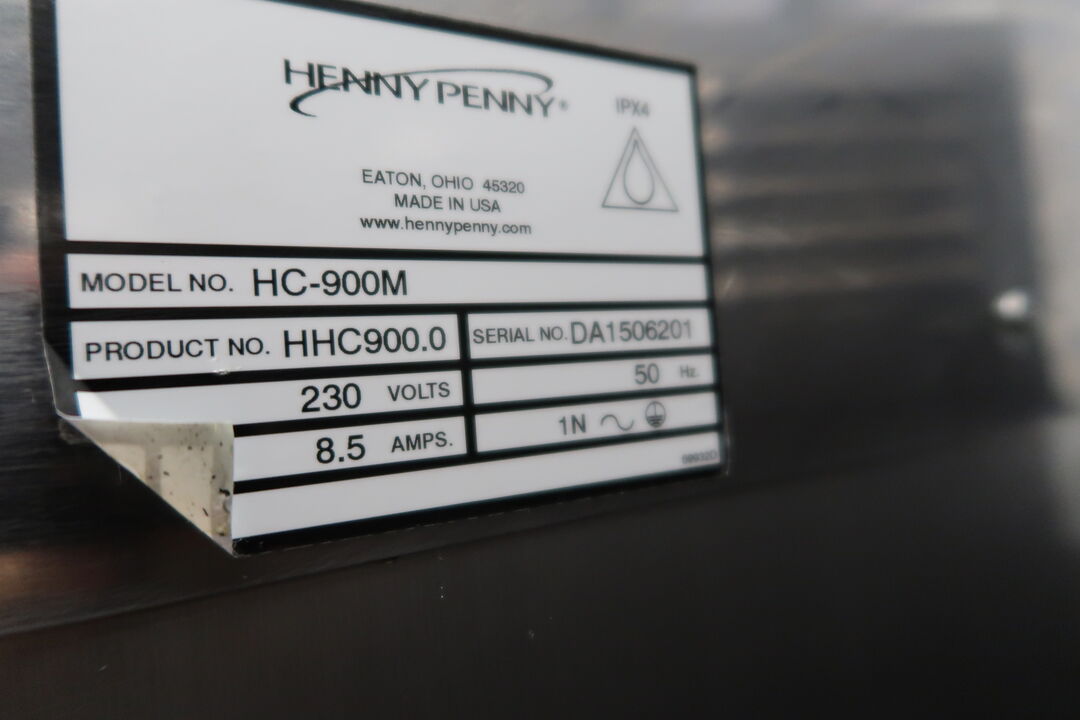 HENNY PENNY®
IPX4
EATON, OHIO 45320
MADE IN USA
www.hennypenny.com
MODEL NO. HC-900M
PRODUCT NO. HHC900.0 SERIAL NO. DA1506201
230 VOLTS 50 Hz.
8.5 AMPS. 1N